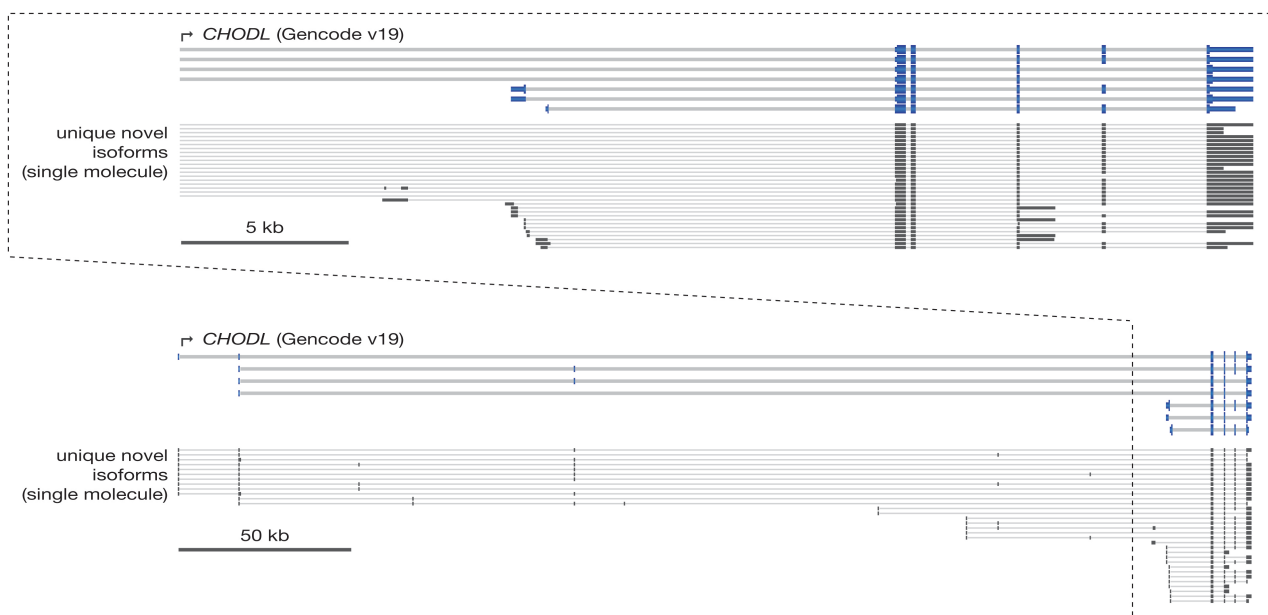 CHODL (Gencode v19)
unique novel
isoforms
(single molecule)
5 kb
CHODL (Gencode v19)
unique novel
isoforms
(single molecule)
50 kb